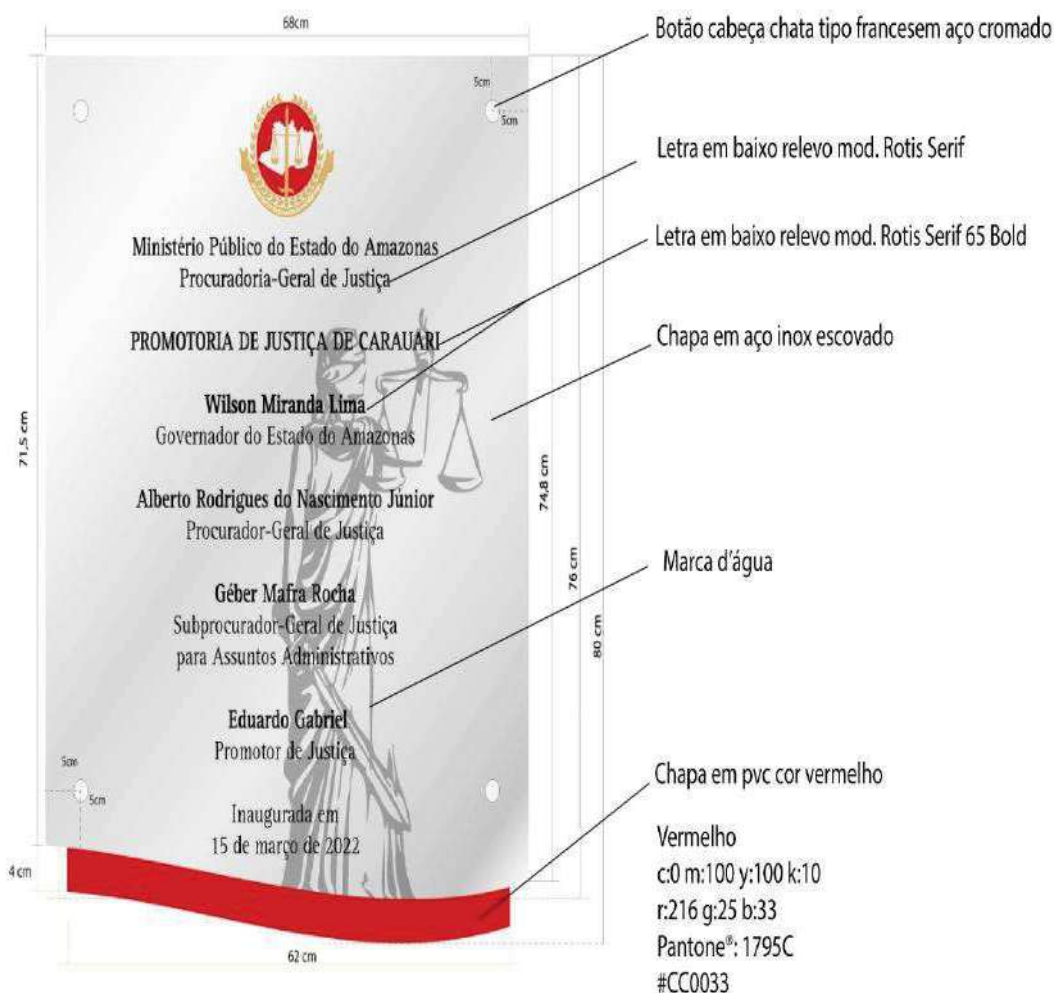 68cm
Botão cabeça chata tipo francesem aço cromado
5cm
5cm
Letra em baixo relevo mod. Rotis Serif
Ministério Público do Estado do Amazonas
Procuradoria-Geral de Justiça
Letra em baixo relevo mod. Rotis Serif 65 Bold
PROMOTORIA DE JUSTIÇA DE CARAUARI
Chapa em aço inox escovado
Wilson Miranda Lima
Governador do Estado do Amazonas
71,5 cm
74,8 cm
76 cm
80 cm
Alberto Rodrigues do Nascimento Júnior
Procurador-Geral de Justiça
Marca d'água
Géber Mafra Rocha
Subprocurador-Geral de Justiça
para Assuntos Administrativos
Eduardo Gabriel
Promotor de Justiça
5cm
5cm
Chapa em pvc cor vermelho
Inaugurada em
15 de março de 2022
4 cm
62 cm
Vermelho
c:0 m:100 y:100 k:10
r:216 g:25 b:33
Pantone®: 1795C
#CC0033